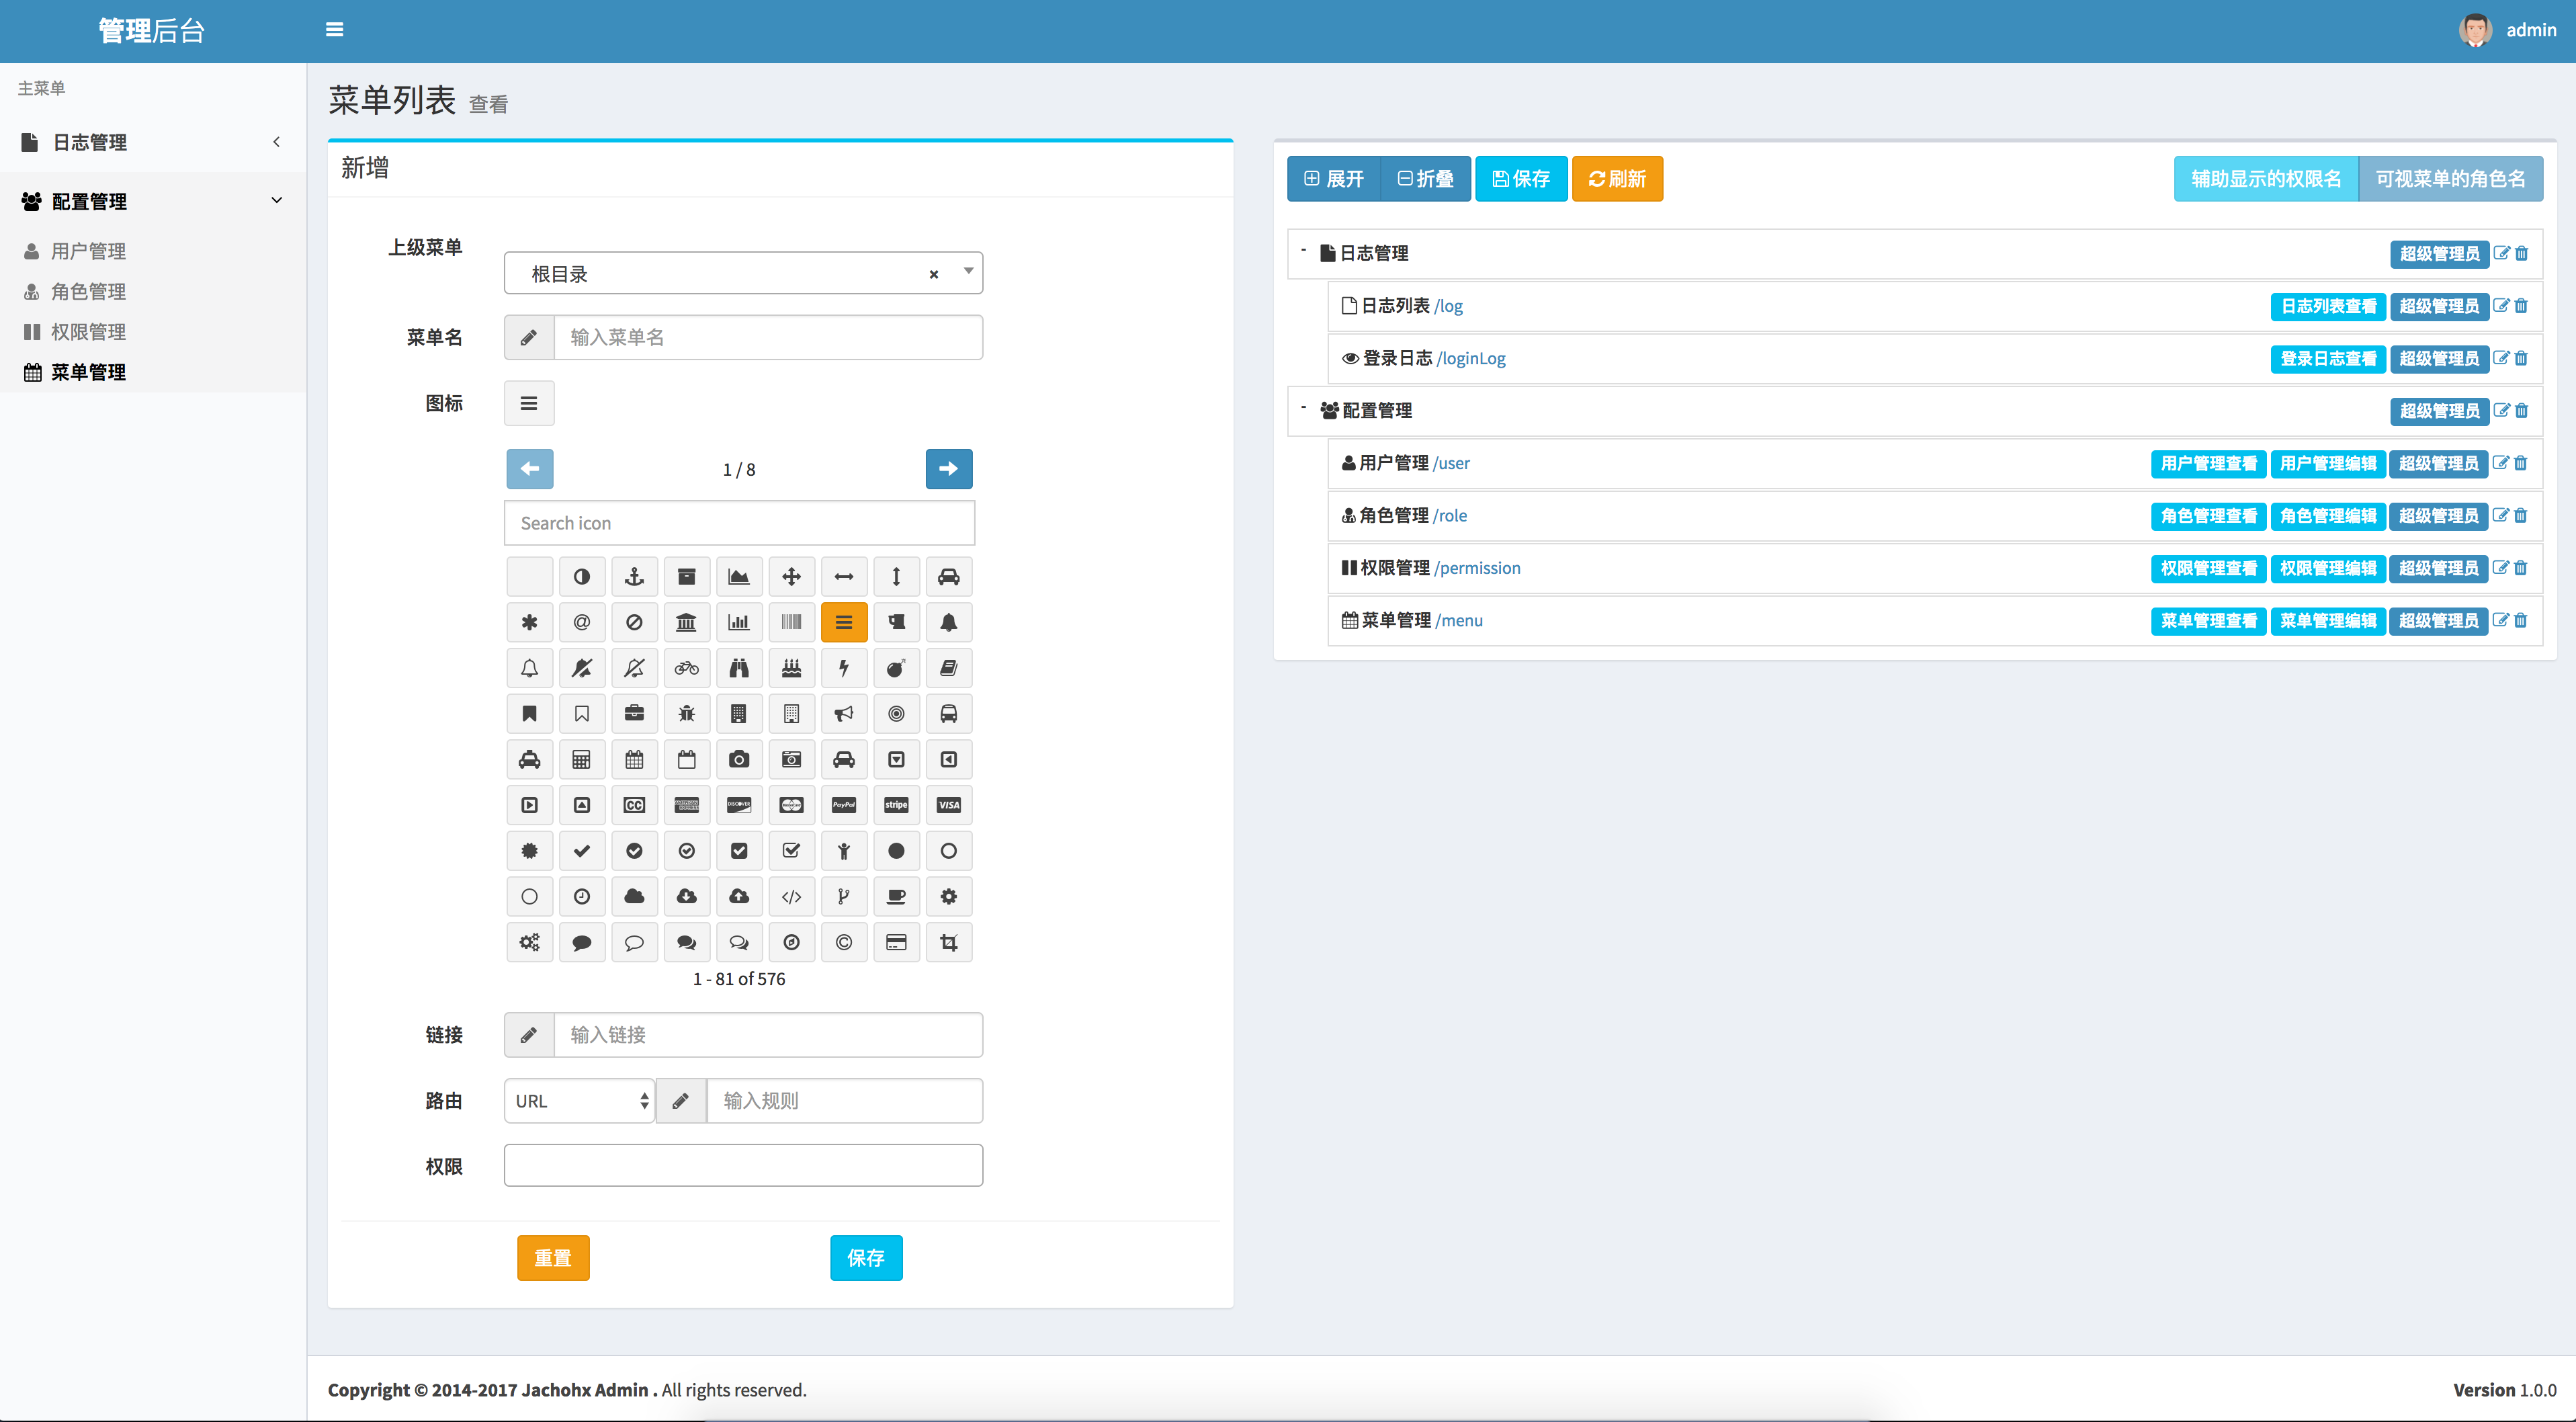 管理后台
admin
主菜单
日志管理
配置管理
用户管理
角色管理
权限管理
菜单管理
菜单列表 查看
新增
上级菜单
根目录 ×
菜单名 输入菜单名
图标
1 / 8
Search icon
CC DISCOVER PayPal stripe VISA
1 - 81 of 576
链接 输入链接
路由 URL 输入规则
权限
重置 保存
展开 折叠 保存 刷新 辅助显示的权限名 可视菜单的角色名
- 日志管理 超级管理员
日志列表 /log 日志列表查看 超级管理员
登录日志 /loginLog 登录日志查看 超级管理员
- 配置管理 超级管理员
用户管理 /user 用户管理查看 用户管理编辑 超级管理员
角色管理 /role 角色管理查看 角色管理编辑 超级管理员
权限管理 /permission 权限管理查看 权限管理编辑 超级管理员
菜单管理 /menu 菜单管理查看 菜单管理编辑 超级管理员
Copyright © 2014-2017 Jachohx Admin . All rights reserved.
Version 1.0.0